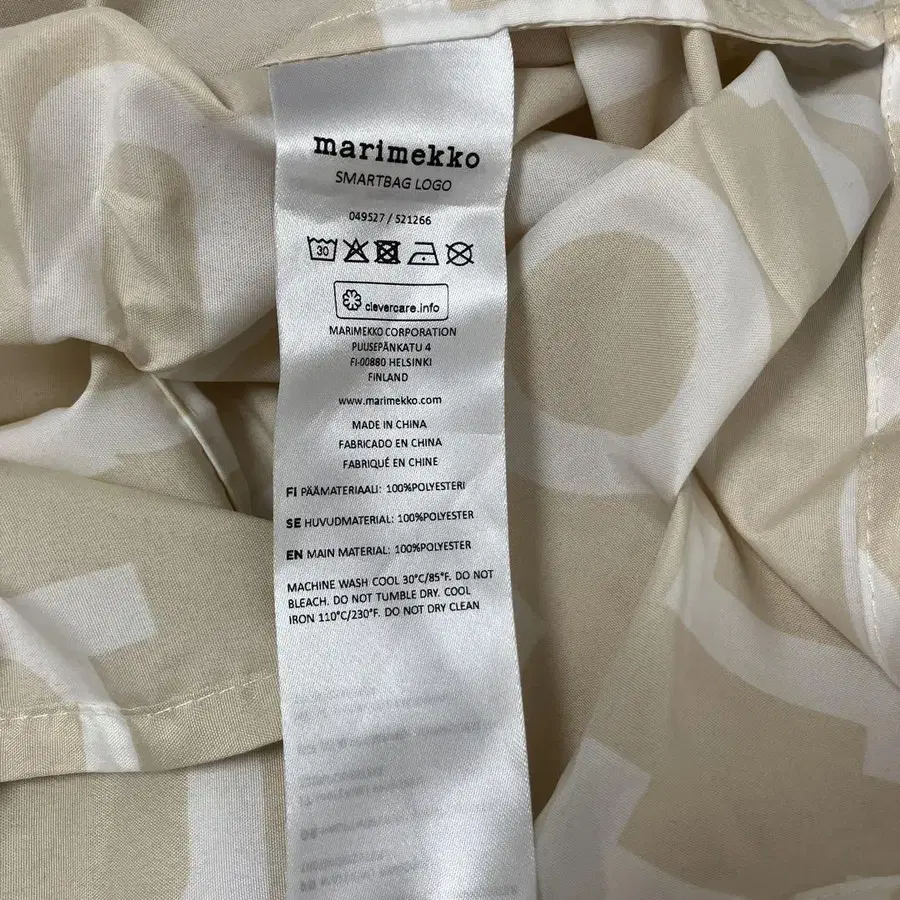 marimekko
SMARTBAG LOGO
049527 / 521266
30
clevercare.info
MARIMEKKO CORPORATION
PUUSEPÄNKATU 4
FI-00880 HELSINKI
FINLAND
www.marimekko.com
MADE IN CHINA
FABRICADO EN CHINA
FABRIQUÉ EN CHINE
FI PÄÄMATERIAALI: 100%POLYESTERI
SE HUVUDMATERIAL: 100%POLYESTER
EN MAIN MATERIAL: 100%POLYESTER
MACHINE WASH COOL 30°C/85°F. DO NOT
BLEACH. DO NOT TUMBLE DRY. COOL
IRON 110°C/230°F. DO NOT DRY CLEAN